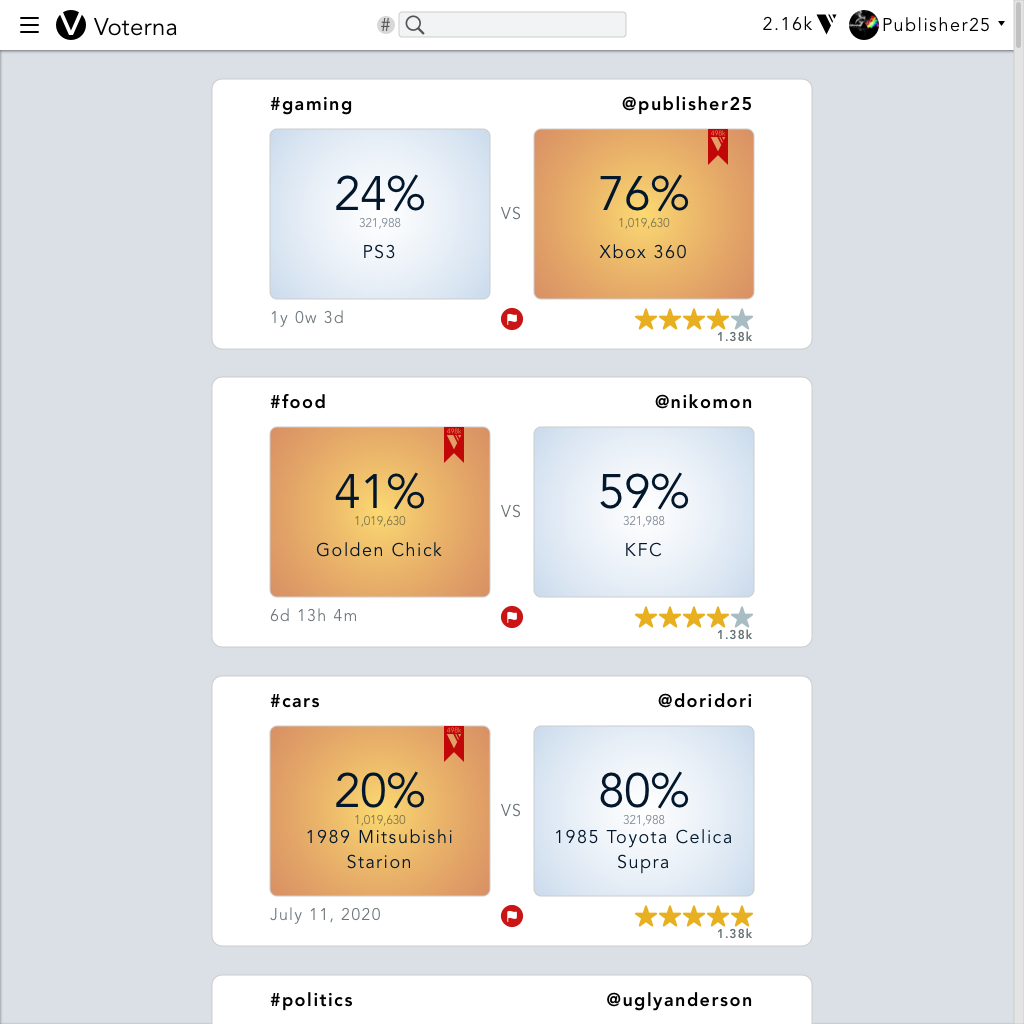 Voterna
#
2.16k
Publisher25
#gaming
@publisher25
24%
321,988
PS3
VS
498k
76%
1,019,630
Xbox 360
1y 0w 3d
1.38k
#food
@nikomon
498k
41%
1,019,630
Golden Chick
VS
59%
321,988
KFC
6d 13h 4m
1.38k
#cars
@doridori
498k
20%
1,019,630
1989 Mitsubishi
Starion
VS
80%
321,988
1985 Toyota Celica
Supra
July 11, 2020
1.38k
#politics
@uglyanderson